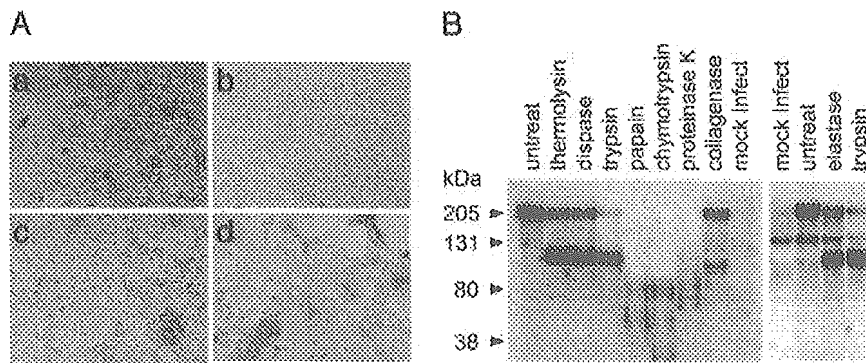 A
B
a
b
c
d
untreat
thermolysin
dispase
trypsin
papain
chymotrypsin
proteinase K
collagenase
mock Infect
mock Infect
untreat
elastase
trypsin
kDa
205
131
80
38